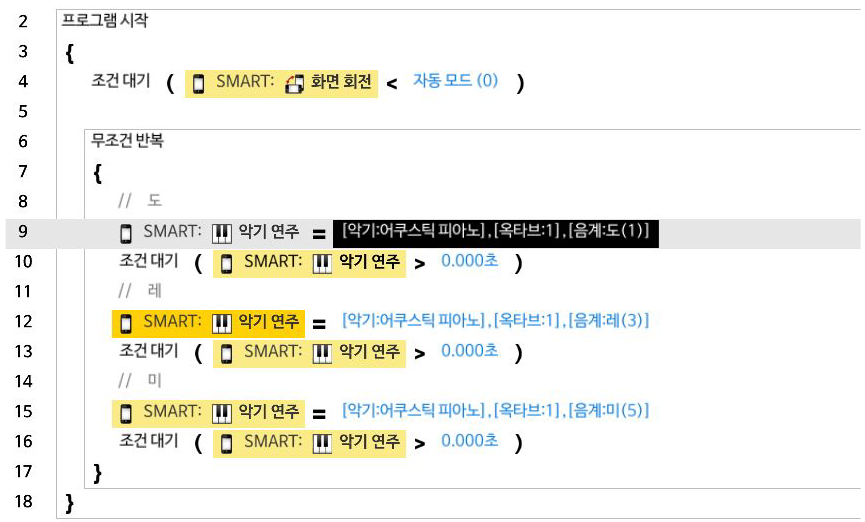 2 프로그램 시작
3 {
4 조건 대기 ( SMART: 화면 회전 < 자동 모드 (0) )
5
6 무조건 반복
7 {
8 // 도
9 SMART: 악기 연주 = [악기:어쿠스틱 피아노],[옥타브:1],[음계:도(1)]
10 조건 대기 ( SMART: 악기 연주 > 0.000초 )
11 // 레
12 SMART: 악기 연주 = [악기:어쿠스틱 피아노],[옥타브:1],[음계:레(3)]
13 조건 대기 ( SMART: 악기 연주 > 0.000초 )
14 // 미
15 SMART: 악기 연주 = [악기:어쿠스틱 피아노],[옥타브:1],[음계:미(5)]
16 조건 대기 ( SMART: 악기 연주 > 0.000초 )
17 }
18 }